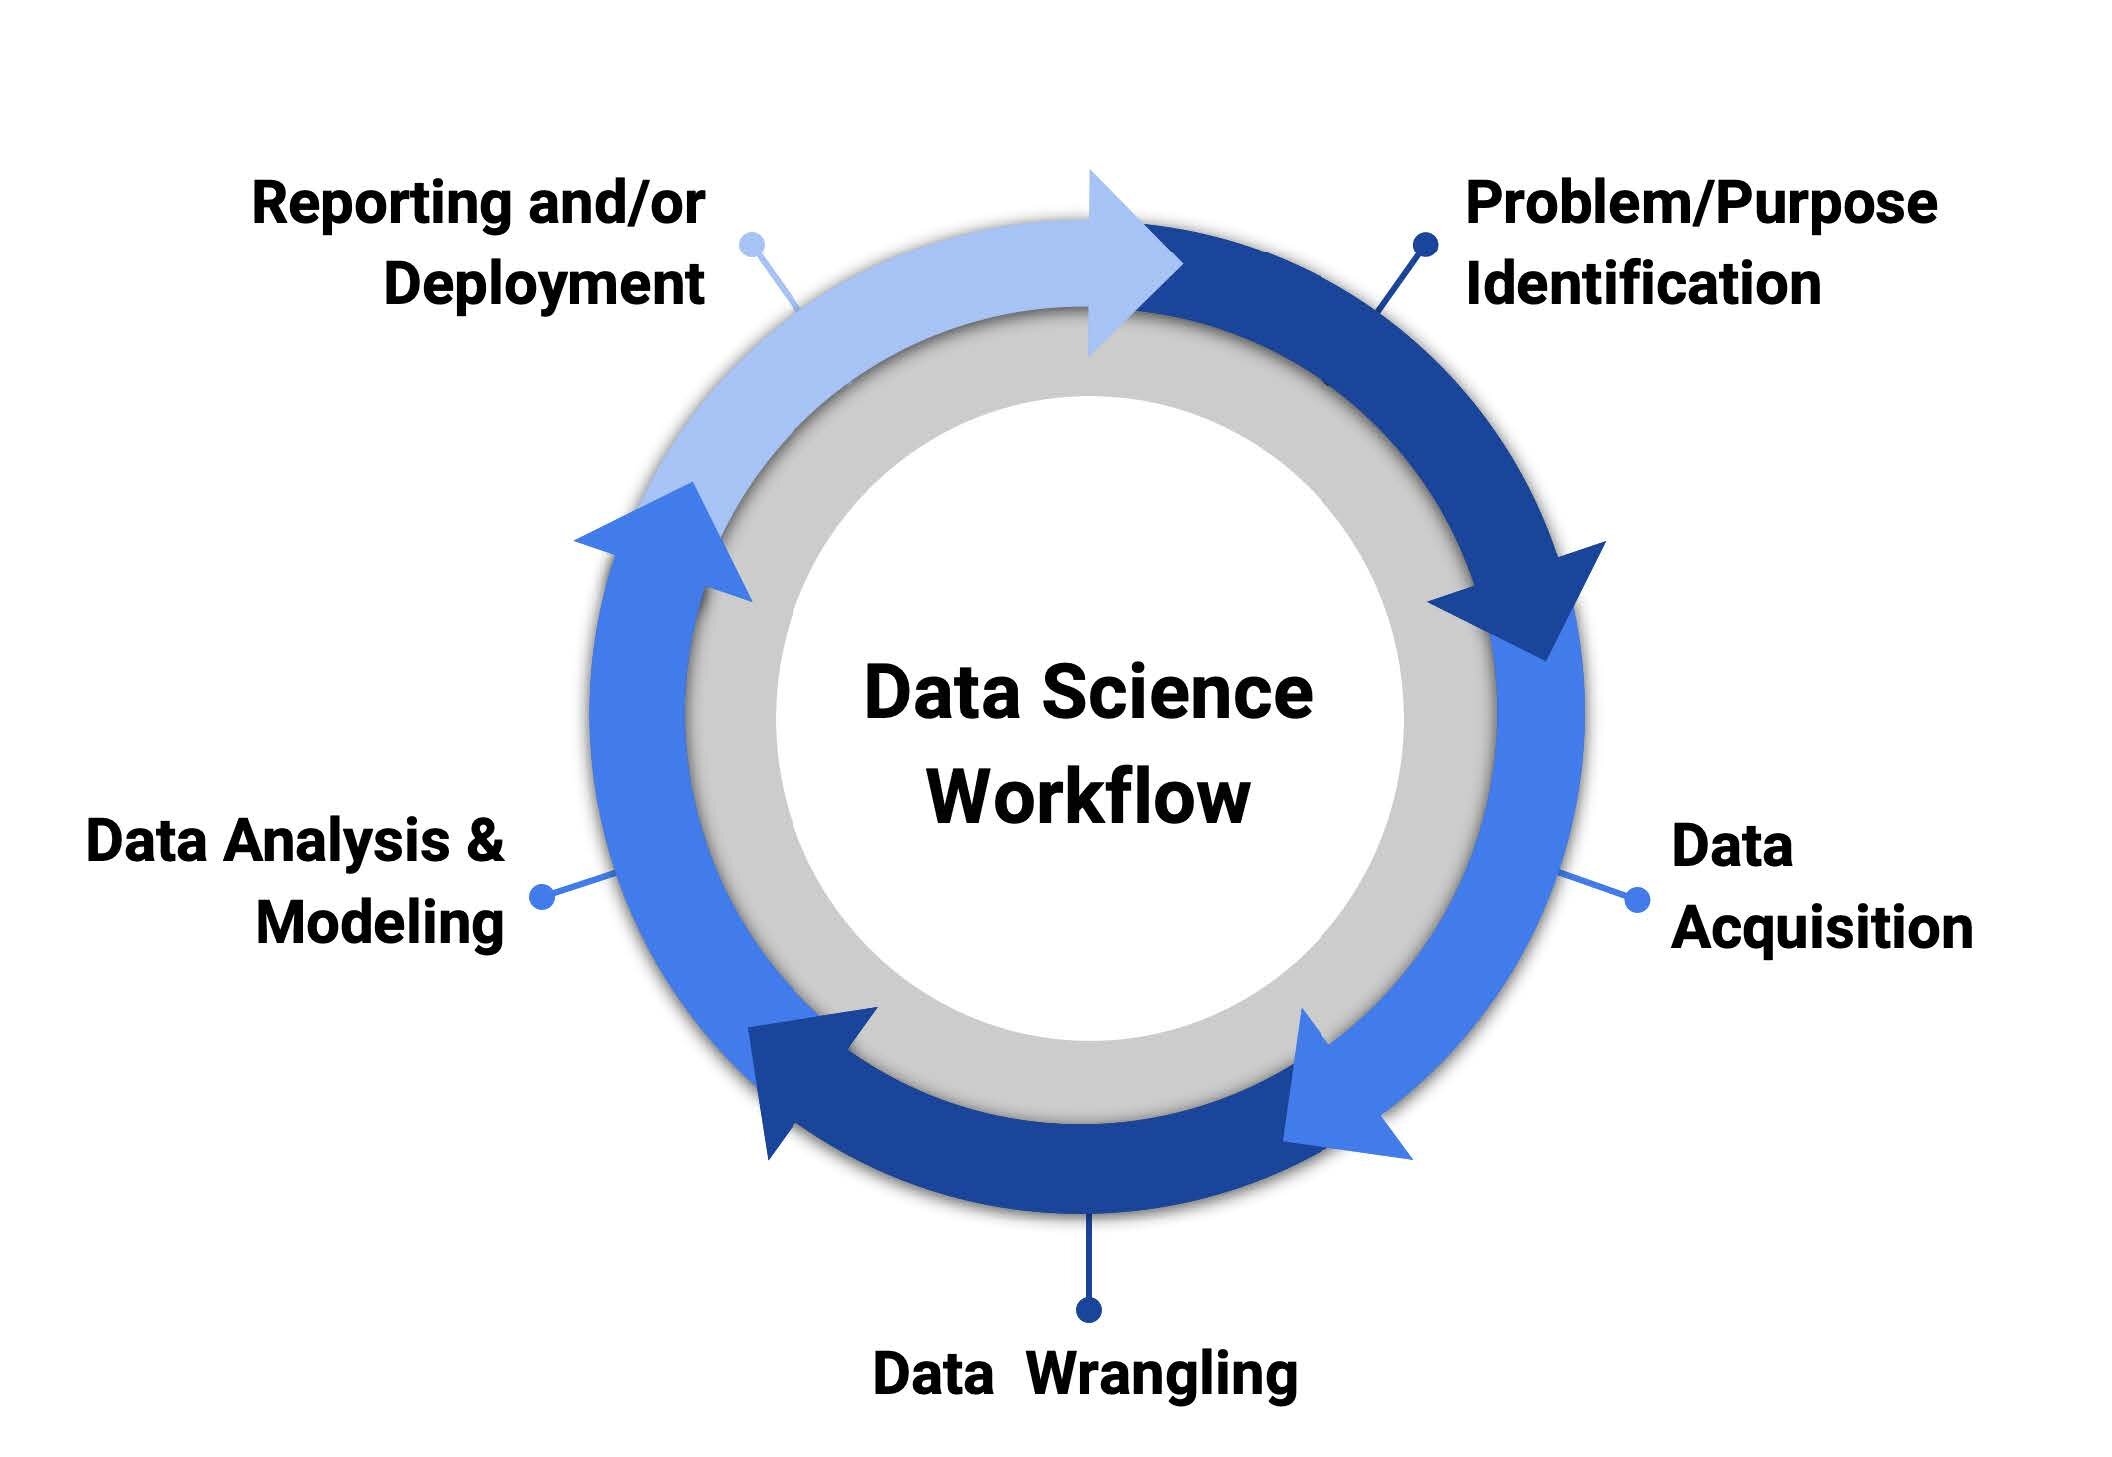 Reporting and/or
Deployment
Problem/Purpose
Identification
Data Science
Workflow
Data Analysis &
Modeling
Data
Acquisition
Data  Wrangling